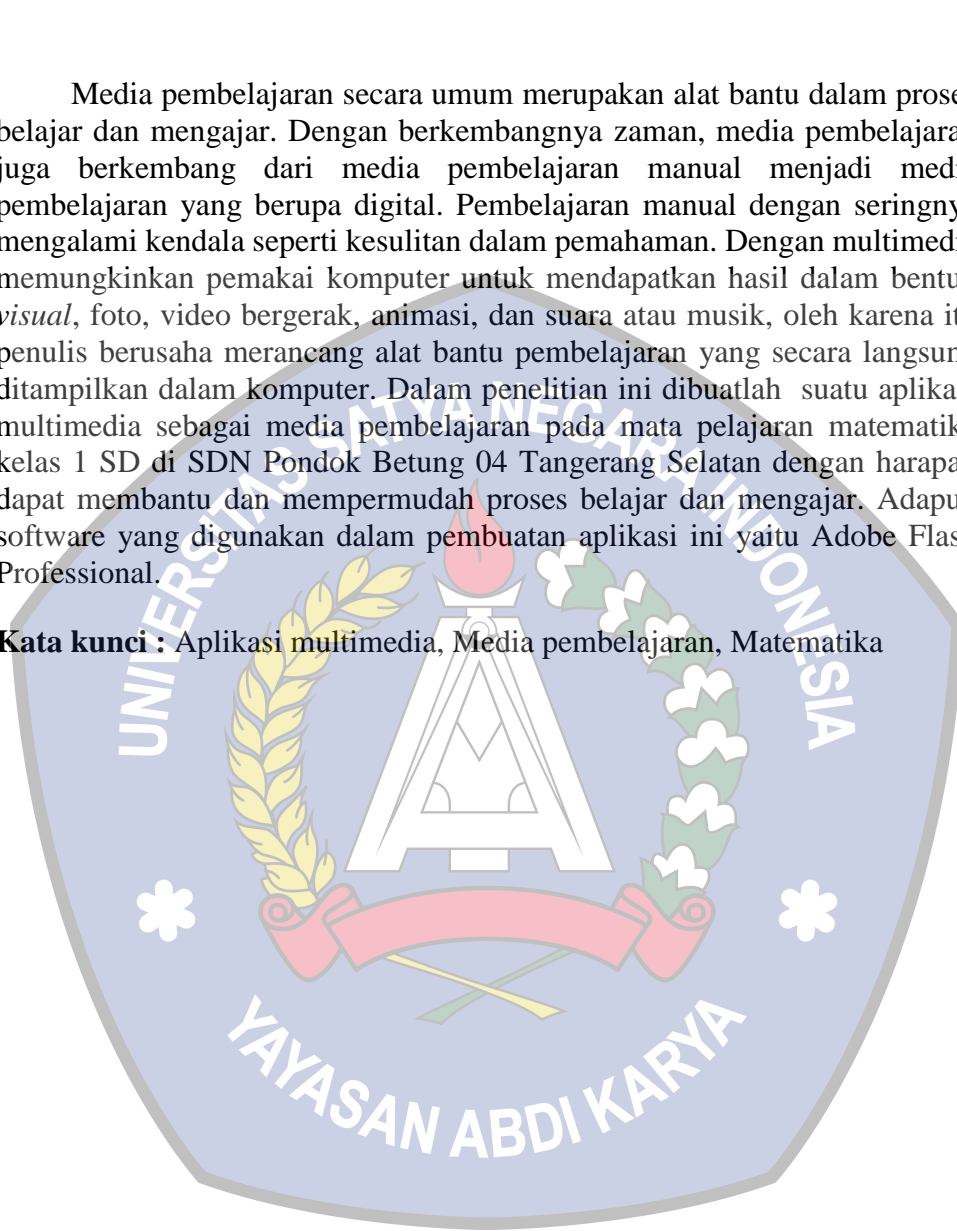 Media pembelajaran secara umum merupakan alat bantu dalam prose
belajar dan mengajar. Dengan berkembangnya zaman, media pembelajara
juga berkembang dari media pembelajaran manual menjadi medi
pembelajaran yang berupa digital. Pembelajaran manual dengan seringny
mengalami kendala seperti kesulitan dalam pemahaman. Dengan multimedi
memungkinkan pemakai komputer untuk mendapatkan hasil dalam bentu
visual, foto, video bergerak, animasi, dan suara atau musik, oleh karena it
penulis berusaha merancang alat bantu pembelajaran yang secara langsun
ditampilkan dalam komputer. Dalam penelitian ini dibuatlah suatu aplika
multimedia sebagai media pembelajaran pada mata pelajaran matematik
kelas 1 SD di SDN Pondok Betung 04 Tangerang Selatan dengan harapa
dapat membantu dan mempermudah proses belajar dan mengajar. Adapu
software yang digunakan dalam pembuatan aplikasi ini yaitu Adobe Flas
Professional.
Kata kunci : Aplikasi multimedia, Media pembelajaran, Matematika
UNIVERSITAS SATYA NEGARA INDONESIA
YAYASAN ABDI KARYA